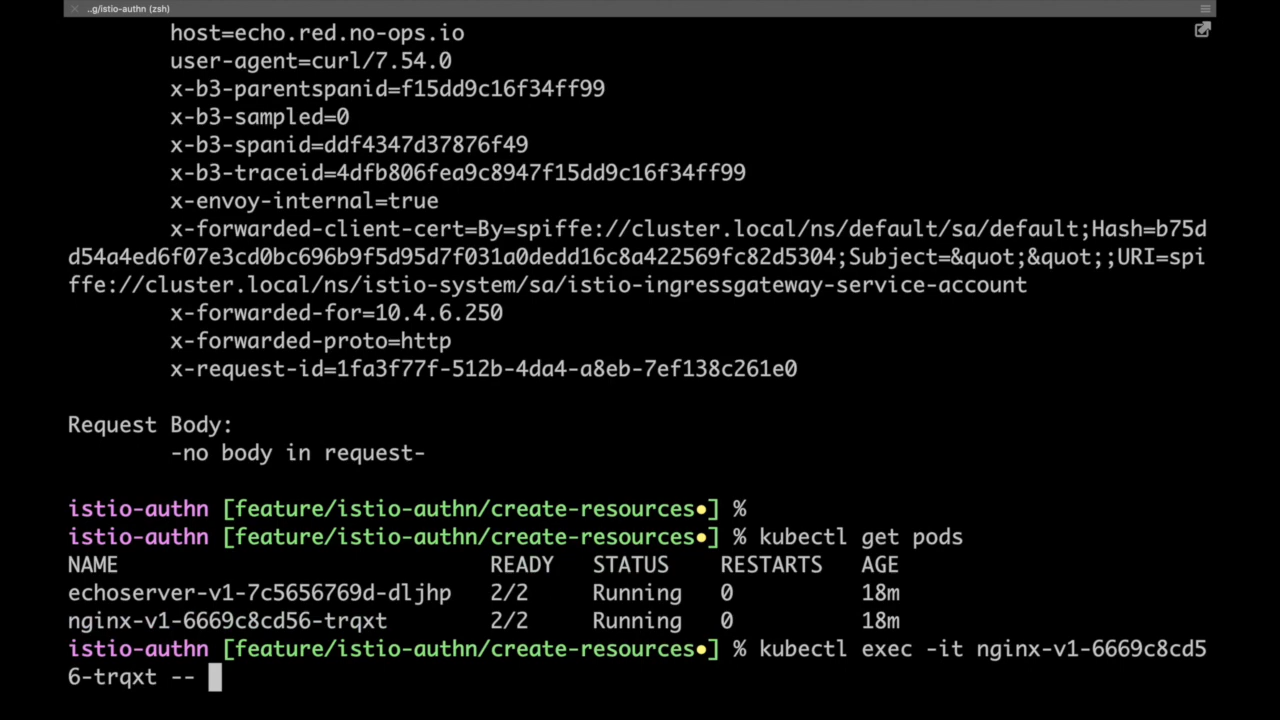 ..g/istio-authn (zsh)
host=echo.red.no-ops.io
user-agent=curl/7.54.0
x-b3-parentspanid=f15dd9c16f34ff99
x-b3-sampled=0
x-b3-spanid=ddf4347d37876f49
x-b3-traceid=4dfb806fea9c8947f15dd9c16f34ff99
x-envoy-internal=true
x-forwarded-client-cert=By=spiffe://cluster.local/ns/default/sa/default;Hash=b75d
d54a4ed6f07e3cd0bc696b9f5d95d7f031a0dedd16c8a422569fc82d5304;Subject=&quot;&quot;;URI=spi
ffe://cluster.local/ns/istio-system/sa/istio-ingressgateway-service-account
x-forwarded-for=10.4.6.250
x-forwarded-proto=http
x-request-id=1fa3f77f-512b-4da4-a8eb-7ef138c261e0
Request Body:
-no body in request-
istio-authn [feature/istio-authn/create-resources•] %
istio-authn [feature/istio-authn/create-resources•] % kubectl get pods
NAME READY STATUS RESTARTS AGE
echoserver-v1-7c5656769d-dljhp 2/2 Running 0 18m
nginx-v1-6669c8cd56-trqxt 2/2 Running 0 18m
istio-authn [feature/istio-authn/create-resources•] % kubectl exec -it nginx-v1-6669c8cd5
6-trqxt --